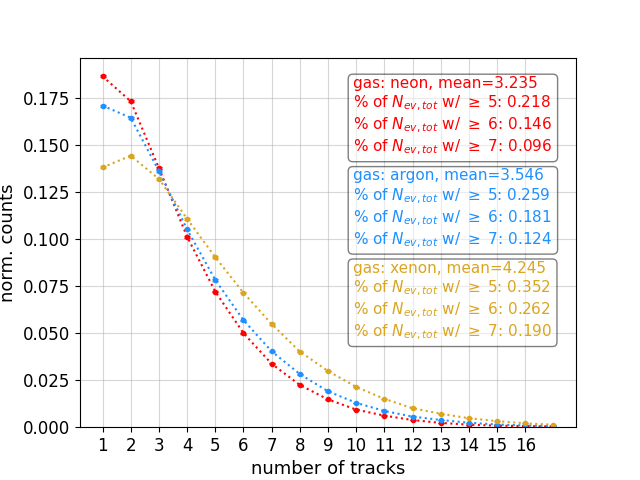 gas: neon, mean=3.235
% of N_ev,tot w/ ≥ 5: 0.218
% of N_ev,tot w/ ≥ 6: 0.146
% of N_ev,tot w/ ≥ 7: 0.096
gas: argon, mean=3.546
% of N_ev,tot w/ ≥ 5: 0.259
% of N_ev,tot w/ ≥ 6: 0.181
% of N_ev,tot w/ ≥ 7: 0.124
gas: xenon, mean=4.245
% of N_ev,tot w/ ≥ 5: 0.352
% of N_ev,tot w/ ≥ 6: 0.262
% of N_ev,tot w/ ≥ 7: 0.190
norm. counts
0.175
0.150
0.125
0.100
0.075
0.050
0.025
0.000
1 2 3 4 5 6 7 8 9 10 11 12 13 14 15 16
number of tracks